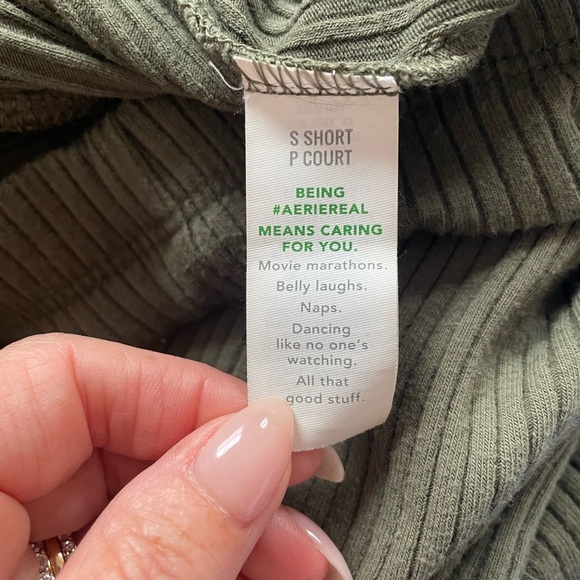 S SHORT
P COURT
BEING
#AERIEREAL
MEANS CARING
FOR YOU.
Movie marathons.
Belly laughs.
Naps.
Dancing
like no one's
watching.
All that
good stuff.